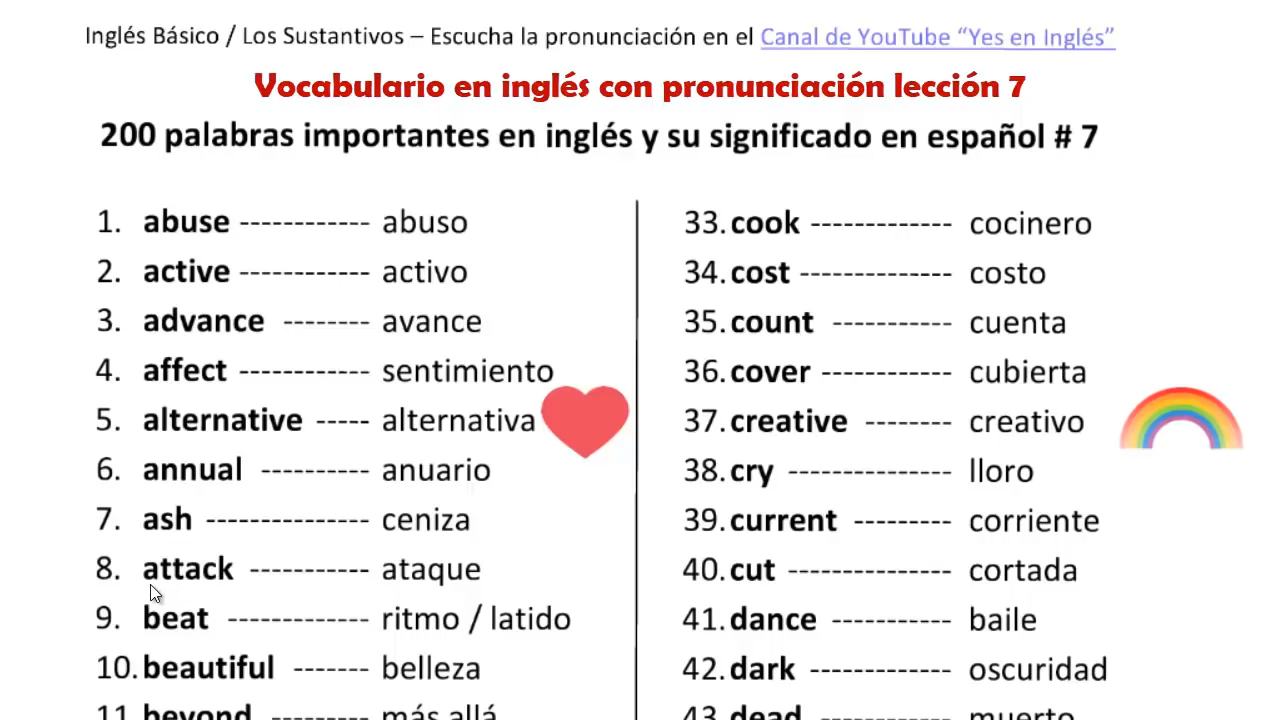 Inglés Básico / Los Sustantivos – Escucha la pronunciación en el Canal de YouTube “Yes en Inglés”
Vocabulario en inglés con pronunciación lección 7
200 palabras importantes en inglés y su significado en español # 7
1. abuse ------------ abuso
2. active ------------ activo
3. advance -------- avance
4. affect ------------ sentimiento
5. alternative ----- alternativa
6. annual ---------- anuario
7. ash --------------- ceniza
8. attack ----------- ataque
9. beat ------------- ritmo / latido
10. beautiful ------- belleza
11. beyond --------- más allá
33. cook ------------- cocinero
34. cost -------------- costo
35. count ----------- cuenta
36. cover ------------ cubierta
37. creative -------- creativo
38. cry --------------- lloro
39. current --------- corriente
40. cut --------------- cortada
41. dance ----------- baile
42. dark ------------- oscuridad
43. dead ------------ muerto